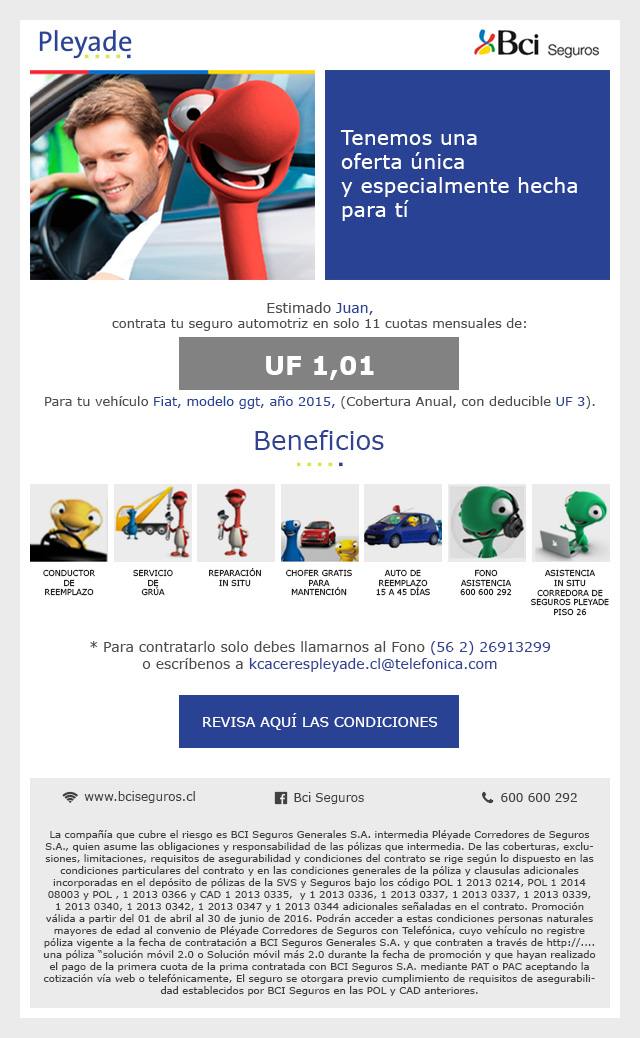 Pleyade
Bci Seguros
Tenemos una
oferta única
y especialmente hecha
para tí
Estimado Juan,
contrata tu seguro automotriz en solo 11 cuotas mensuales de:
UF 1,01
Para tu vehículo Fiat, modelo ggt, año 2015, (Cobertura Anual, con deducible UF 3).
Beneficios
CONDUCTOR
DE
REEMPLAZO
SERVICIO
DE
GRÚA
REPARACIÓN
IN SITU
CHOFER GRATIS
PARA
MANTENCIÓN
AUTO DE
REEMPLAZO
15 A 45 DÍAS
FONO
ASISTENCIA
600 600 292
ASISTENCIA
IN SITU
CORREDORA DE
SEGUROS PLEYADE
PISO 26
* Para contratarlo solo debes llamarnos al Fono (56 2) 26913299
o escríbenos a kcacerespleyade.cl@telefonica.com
REVISA AQUÍ LAS CONDICIONES
www.bciseguros.cl
Bci Seguros
600 600 292
La compañía que cubre el riesgo es BCI Seguros Generales S.A. intermedia Pléyade Corredores de Seguros
S.A., quien asume las obligaciones y responsabilidad de las pólizas que intermedia. De las coberturas, exclu-
siones, limitaciones, requisitos de asegurabilidad y condiciones del contrato se rige según lo dispuesto en las
condiciones particulares del contrato y en las condiciones generales de la póliza y clausulas adicionales
incorporadas en el depósito de pólizas de la SVS y Seguros bajo los código POL 1 2013 0214, POL 1 2014
08003 y POL , 1 2013 0366 y CAD 1 2013 0335,  y 1 2013 0336, 1 2013 0337, 1 2013 0337, 1 2013 0339,
1 2013 0340, 1 2013 0342, 1 2013 0347 y 1 2013 0344 adicionales señaladas en el contrato. Promoción
válida a partir del 01 de abril al 30 de junio de 2016. Podrán acceder a estas condiciones personas naturales
mayores de edad al convenio de Pléyade Corredores de Seguros con Telefónica, cuyo vehículo no registre
póliza vigente a la fecha de contratación a BCI Seguros Generales S.A. y que contraten a través de http://....
una póliza "solución móvil 2.0 o Solución móvil más 2.0 durante la fecha de promoción y que hayan realizado
el pago de la primera cuota de la prima contratada con BCI Seguros S.A. mediante PAT o PAC aceptando la
cotización vía web o telefónicamente, El seguro se otorgara previo cumplimiento de requisitos de asegurabili-
dad establecidos por BCI Seguros en las POL y CAD anteriores.